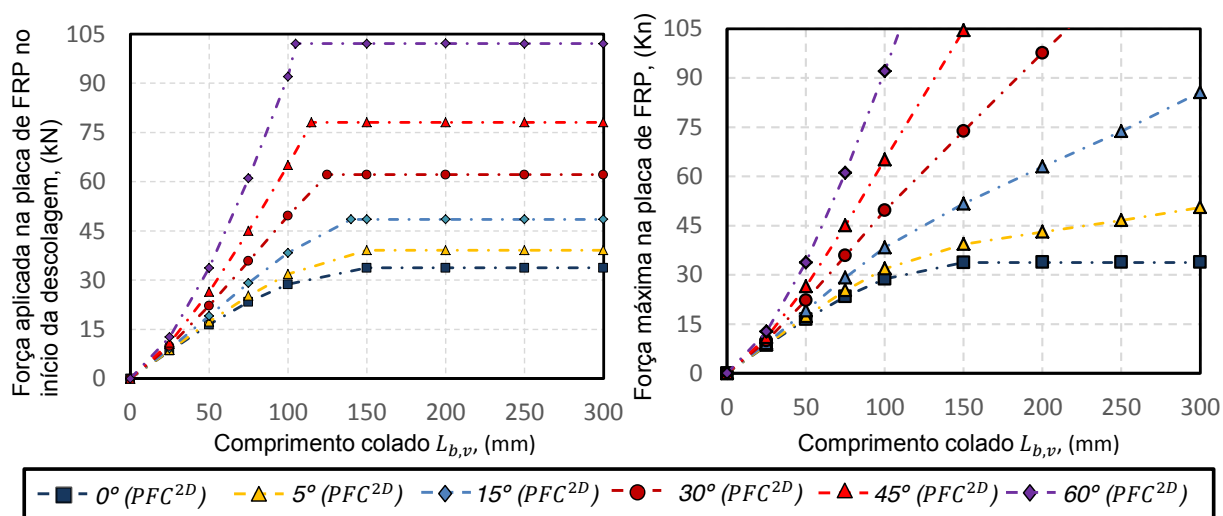 Força aplicada na placa de FRP no
início da descolagem, (kN)
105
90
75
60
45
30
15
0
0 50 100 150 200 250 300
Comprimento colado L_{b,v}, (mm)
Força máxima na placa de FRP, (Kn)
105
90
75
60
45
30
15
0
0 50 100 150 200 250 300
Comprimento colado L_{b,v}, (mm)
0º (PFC^{2D}) 5º (PFC^{2D}) 15º (PFC^{2D}) 30º (PFC^{2D}) 45º (PFC^{2D}) 60º (PFC^{2D})